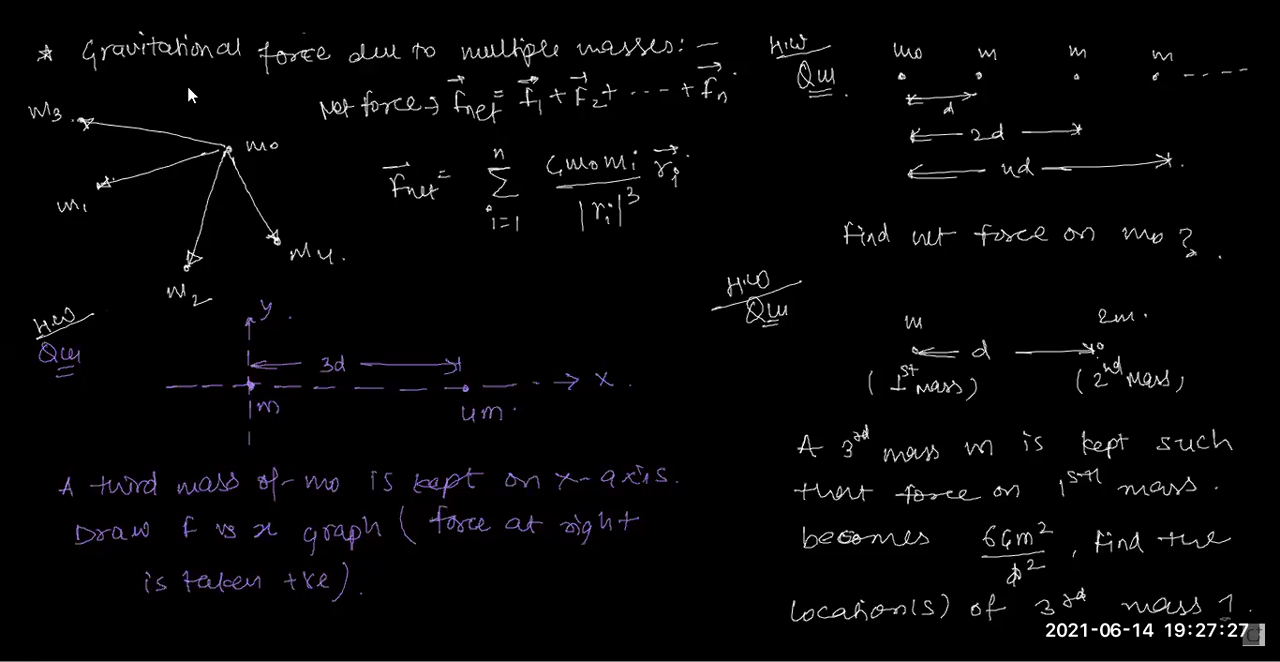 * Gravitational force due to multiple masses:-
Net force → F⃗net = F⃗1 + F⃗2 + ... + F⃗n.
m3
m0
m1
m2
m4.
F⃗net = n Σ i=1 Gm0mi / |ri|^3 r⃗i.
H.W
Qu
m0 m m m ----
d
2d
nd
Find net force on m0?
H.W
Qu
y.
3d
x.
m
4m.
A third mass of m0 is kept on x-axis.
Draw F vs x graph (force at right
is taken +ve).
H.W
Qu
m 2m.
d
(1st mass) (2nd mass)
A 3rd mass m is kept such
that force on 1st mass.
becomes 6Gm^2/d^2, find the
location(s) of 3rd mass?
2021-06-14 19:27:27